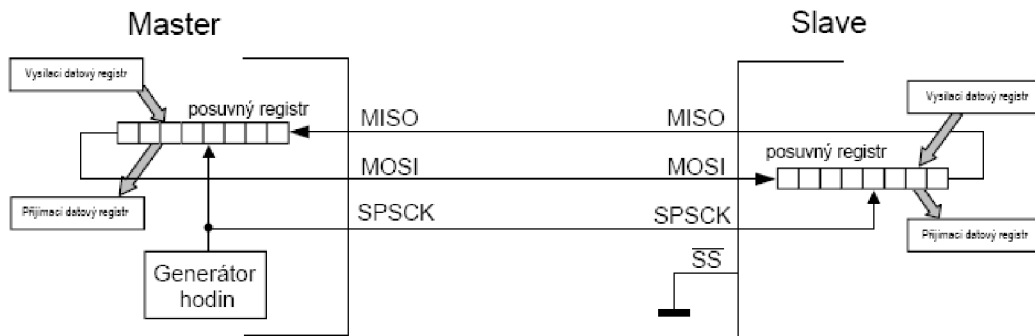 Master
Slave
Vysílací datový registr
posuvný registr
MISO
MISO
Vysílací datový registr
posuvný registr
MOSI
MOSI
Přijímací datový registr
SPSCK
SPSCK
Přijímací datový registr
SS
Generátor
hodin